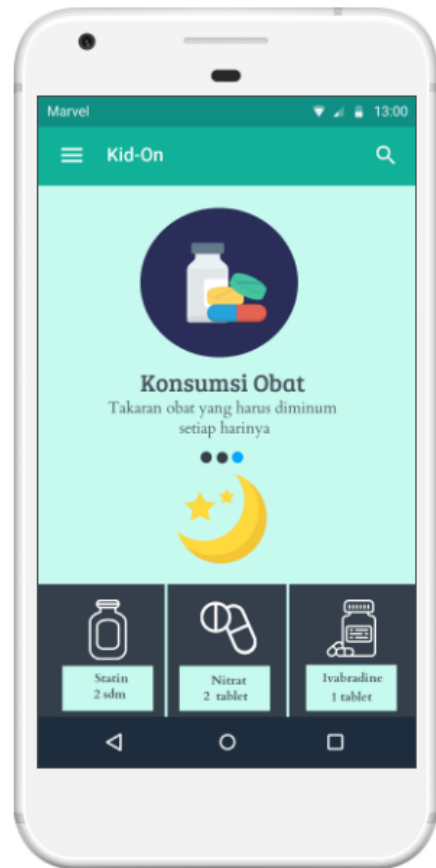 Marvel 13:00
Kid-On
Konsumsi Obat
Takaran obat yang harus diminum
setiap harinya
Statin
2 sdm
Nitrat
2 tablet
Ivabradine
1 tablet